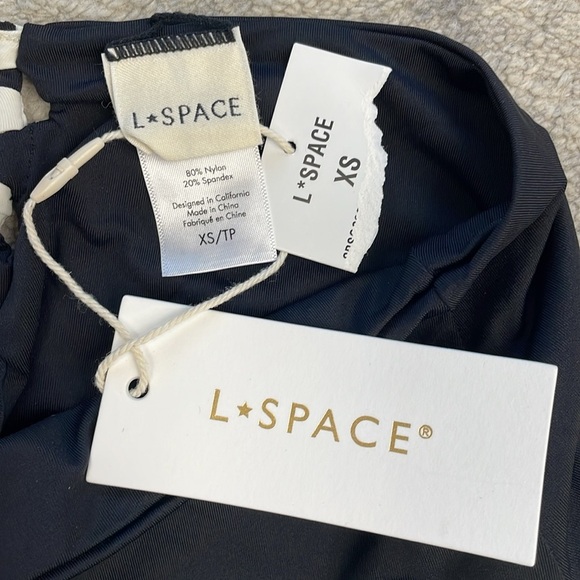 L★SPACE
80% Nylon
20% Spandex
Designed in California
Made in China
Fabriqué en Chine
XS/TP
L*SPACE
XS
L★SPACE®